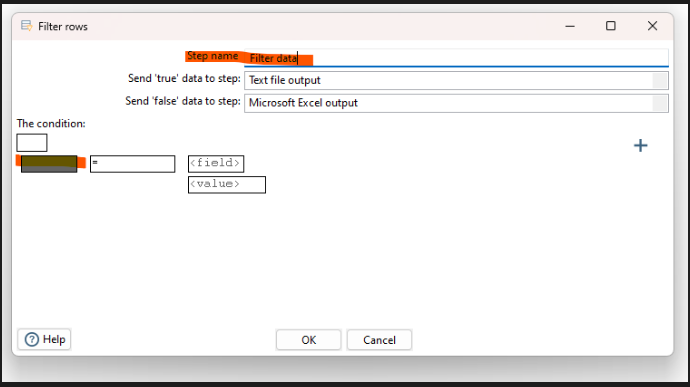 Filter rows
Step name Filter data
Send 'true' data to step: Text file output
Send 'false' data to step: Microsoft Excel output
The condition:
= <field>
<value>
Help OK Cancel